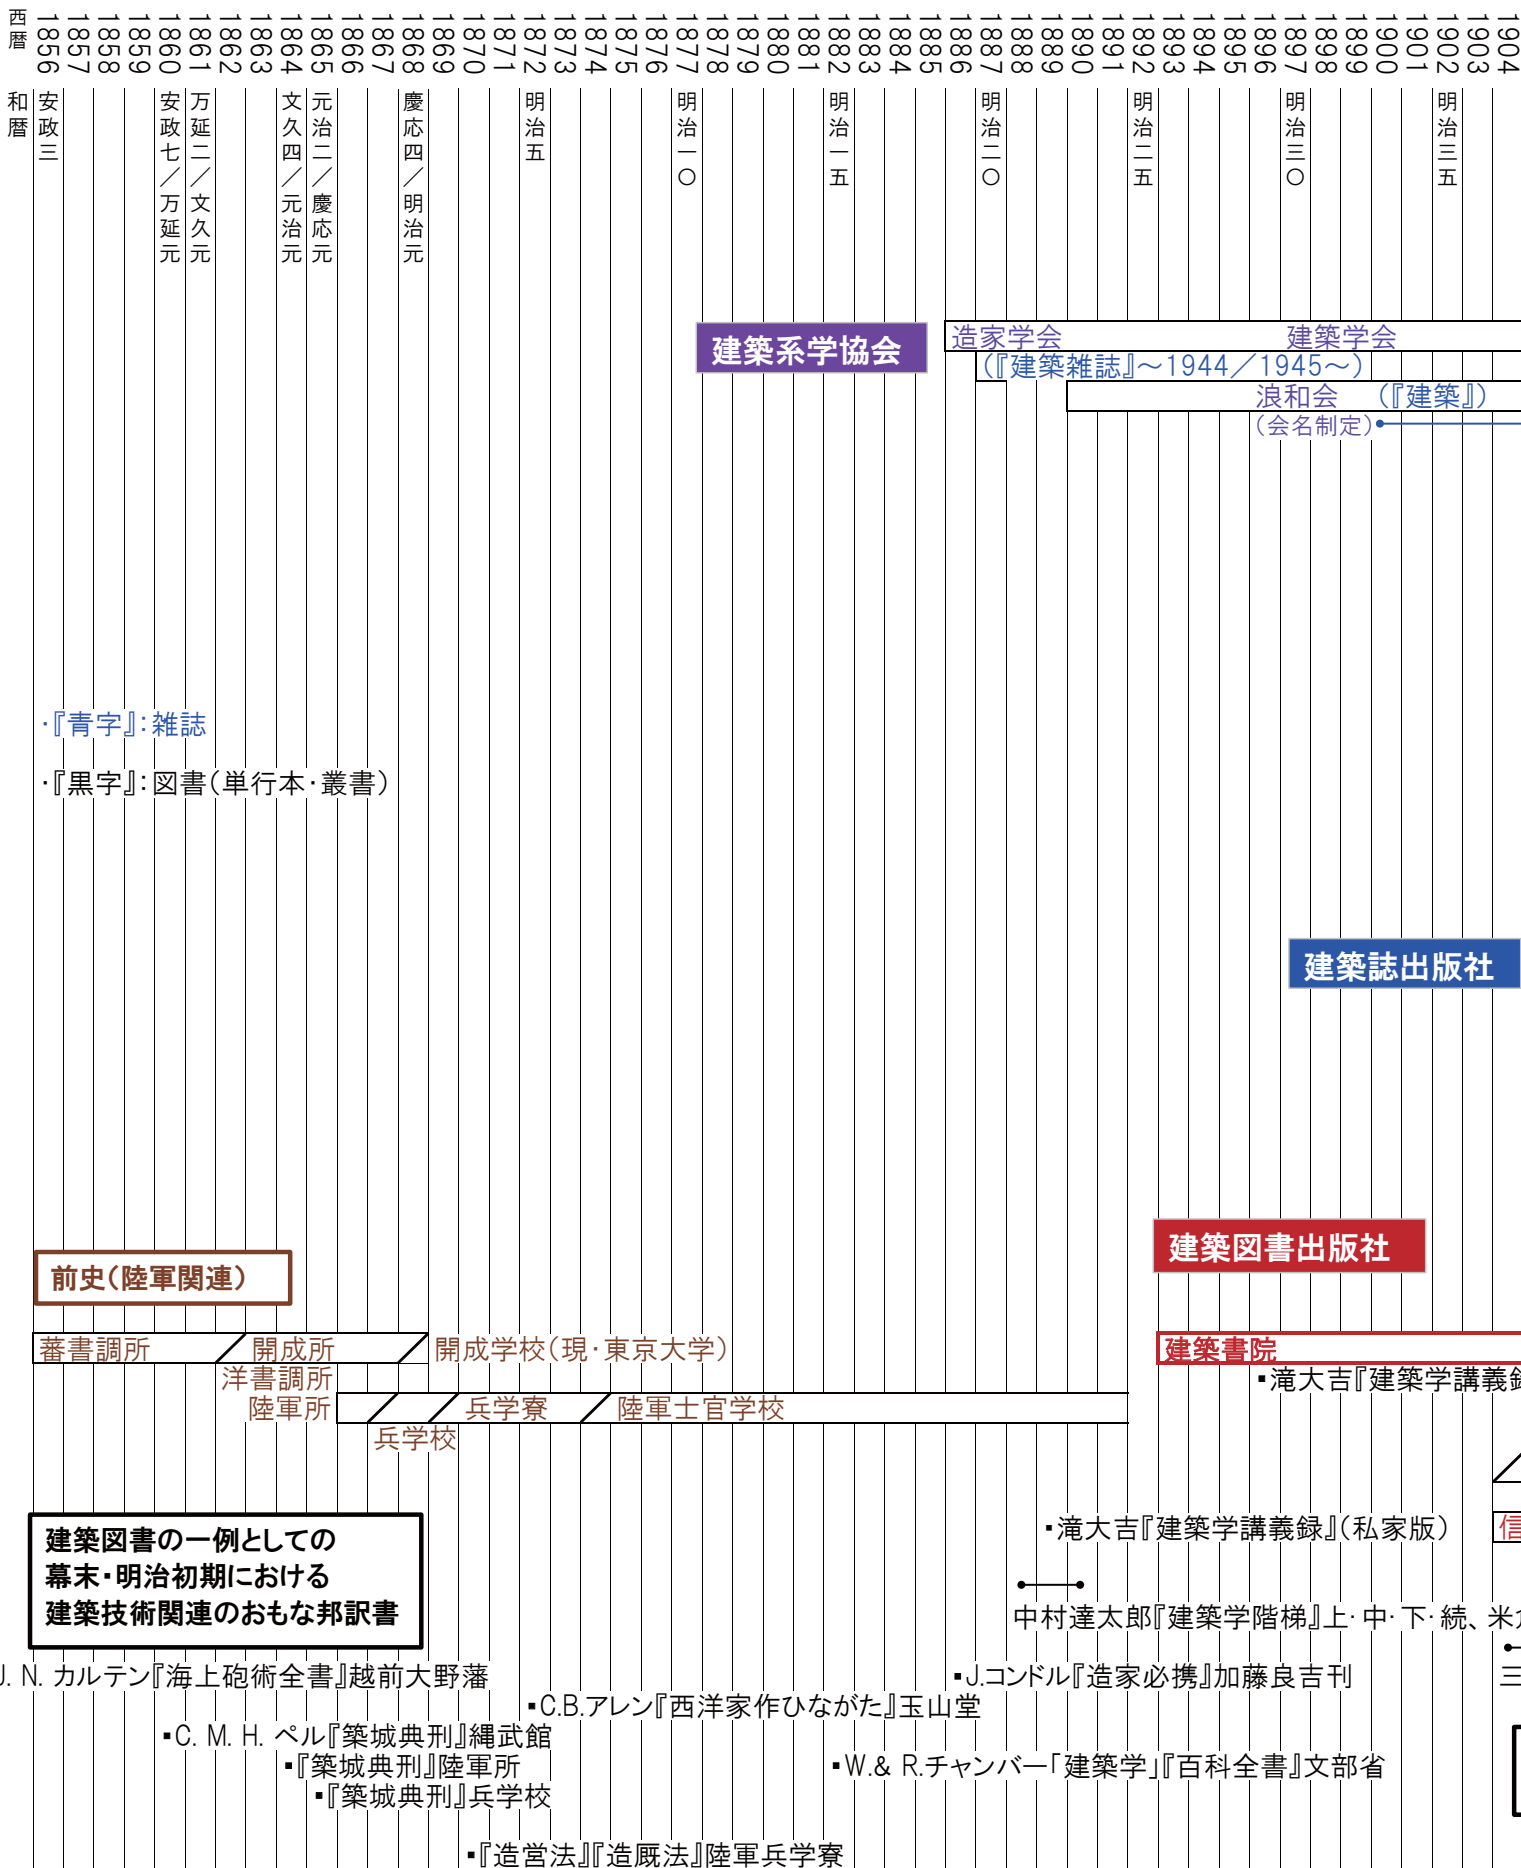 西暦
1856
1857
1858
1859
1860
1861
1862
1863
1864
1865
1866
1867
1868
1869
1870
1871
1872
1873
1874
1875
1876
1877
1878
1879
1880
1881
1882
1883
1884
1885
1886
1887
1888
1889
1890
1891
1892
1893
1894
1895
1896
1897
1898
1899
1900
1901
1902
1903
1904
和暦
安政三
安政七／万延元
万延二／文久元
文久四／元治元
元治二／慶応元
慶応四／明治元
明治五
明治一〇
明治一五
明治二〇
明治二五
明治三〇
明治三五
建築系学協会
造家学会
建築学会
(『建築雑誌』～1944／1945～)
浪和会 (『建築』)
(会名制定)
・『青字』：雑誌
・『黒字』：図書（単行本・叢書）
建築誌出版社
建築図書出版社
前史（陸軍関連）
蕃書調所
開成所
開成学校（現・東京大学）
洋書調所
陸軍所
兵学寮
陸軍士官学校
兵学校
建築書院
▪滝大吉『建築学講義録
建築図書の一例としての
幕末・明治初期における
建築技術関連のおもな邦訳書
▪滝大吉『建築学講義録』（私家版）
信
中村達太郎『建築学階梯』上・中・下・続、米
三
J. N. カルテン『海上砲術全書』越前大野藩
▪J.コンドル『造家必携』加藤良吉刊
▪C.B.アレン『西洋家作ひながた』玉山堂
▪C. M. H. ペル『築城典刑』縄武館
▪『築城典刑』陸軍所
▪W.& R.チャンバー「建築学」『百科全書』文部省
▪『築城典刑』兵学校
▪『造営法』『造厩法』陸軍兵学寮